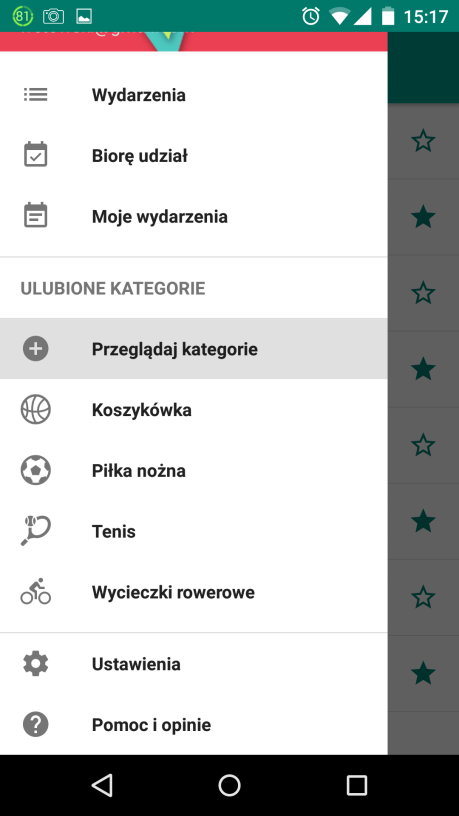 81
15:17
Wydarzenia
Biorę udział
Moje wydarzenia
ULUBIONE KATEGORIE
Przeglądaj kategorie
Koszykówka
Piłka nożna
Tenis
Wycieczki rowerowe
Ustawienia
Pomoc i opinie